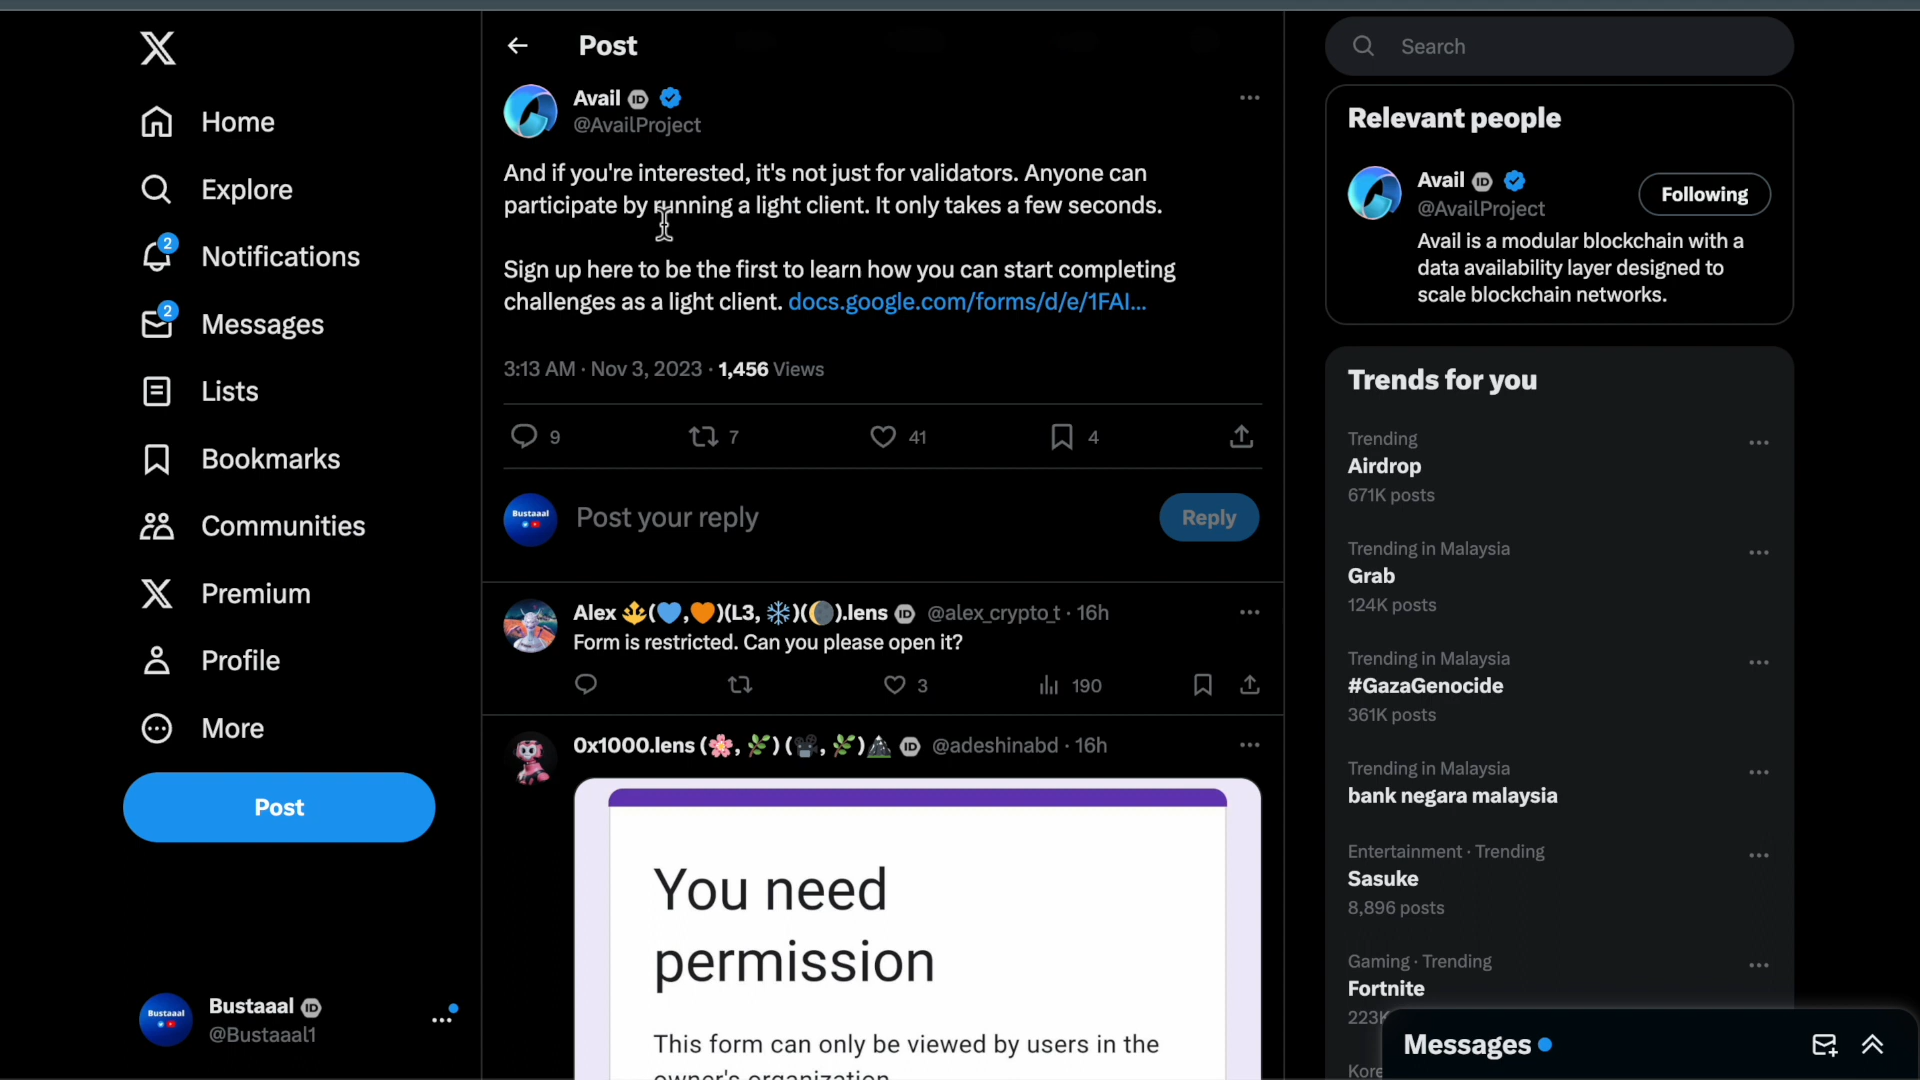 Home
Explore
2
Notifications
2
Messages
Lists
Bookmarks
Communities
Premium
Profile
More
Post
Bustaaal
Bustaaal ID
@Bustaaal1
Post
Avail ID
@AvailProject
And if you're interested, it's not just for validators. Anyone can
participate by running a light client. It only takes a few seconds.
Sign up here to be the first to learn how you can start completing
challenges as a light client. docs.google.com/forms/d/e/1FAI...
3:13 AM · Nov 3, 2023 · 1,456 Views
9 7 41 4
Bustaaal
Post your reply
Reply
Alex 🔱(💙,🧡)(L3, ❄️)(🌘).lens ID @alex_crypto_t · 16h
Form is restricted. Can you please open it?
3 190
0x1000.lens (🌸, 🌿) (🎥, 🌿)⛰️ ID @adeshinabd · 16h
You need
permission
This form can only be viewed by users in the
owner's organization
Search
Relevant people
Avail ID
@AvailProject
Following
Avail is a modular blockchain with a
data availability layer designed to
scale blockchain networks.
Trends for you
Trending
Airdrop
671K posts
Trending in Malaysia
Grab
124K posts
Trending in Malaysia
#GazaGenocide
361K posts
Trending in Malaysia
bank negara malaysia
Entertainment · Trending
Sasuke
8,896 posts
Gaming · Trending
Fortnite
223K
Messages